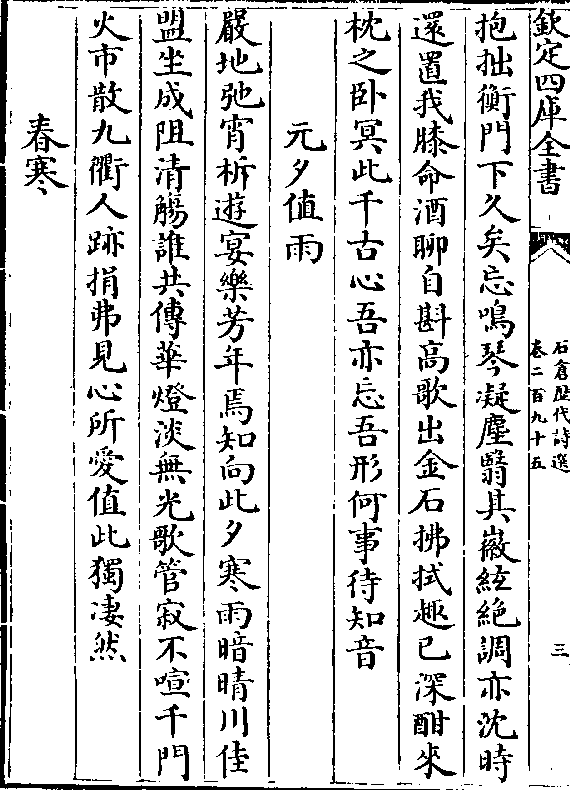 欽定四庫全書
石倉歴代詩選
卷二百九十五
三
抱拙衡門下久矣忘鳴琴凝塵翳其徽絃絶調亦沈時
還置我膝命酒聊自斟高歌出金石拂拭趣已深酣來
枕之卧冥此千古心吾亦忘吾形何事待知音
元夕值雨
嚴地弛宵柝遊宴樂芳年焉知向此夕寒雨暗晴川佳
盟坐成阻清觴誰共傳華燈淡無光歌管寂不喧千門
火市散九衢人跡捐弗見心所愛值此獨凄然
春寒